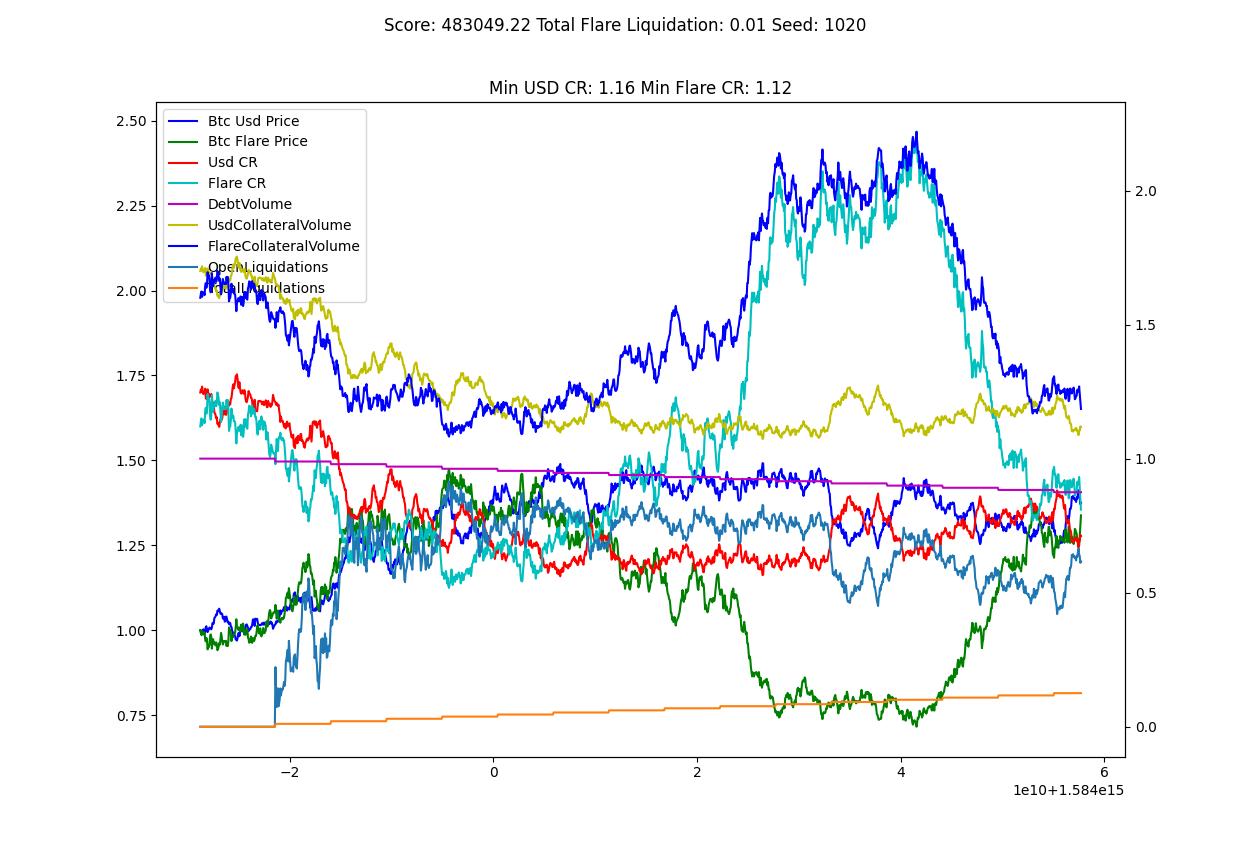 Score: 483049.22 Total Flare Liquidation: 0.01 Seed: 1020
Min USD CR: 1.16 Min Flare CR: 1.12
2.50
2.25
2.00
1.75
1.50
1.25
1.00
0.75
Btc Usd Price
Btc Flare Price
Usd CR
Flare CR
DebtVolume
UsdCollateralVolume
FlareCollateralVolume
OpenLiquidations
TotalLiquidations
2.0
1.5
1.0
0.5
0.0
−2 0 2 4 6
1e10+1.584e15